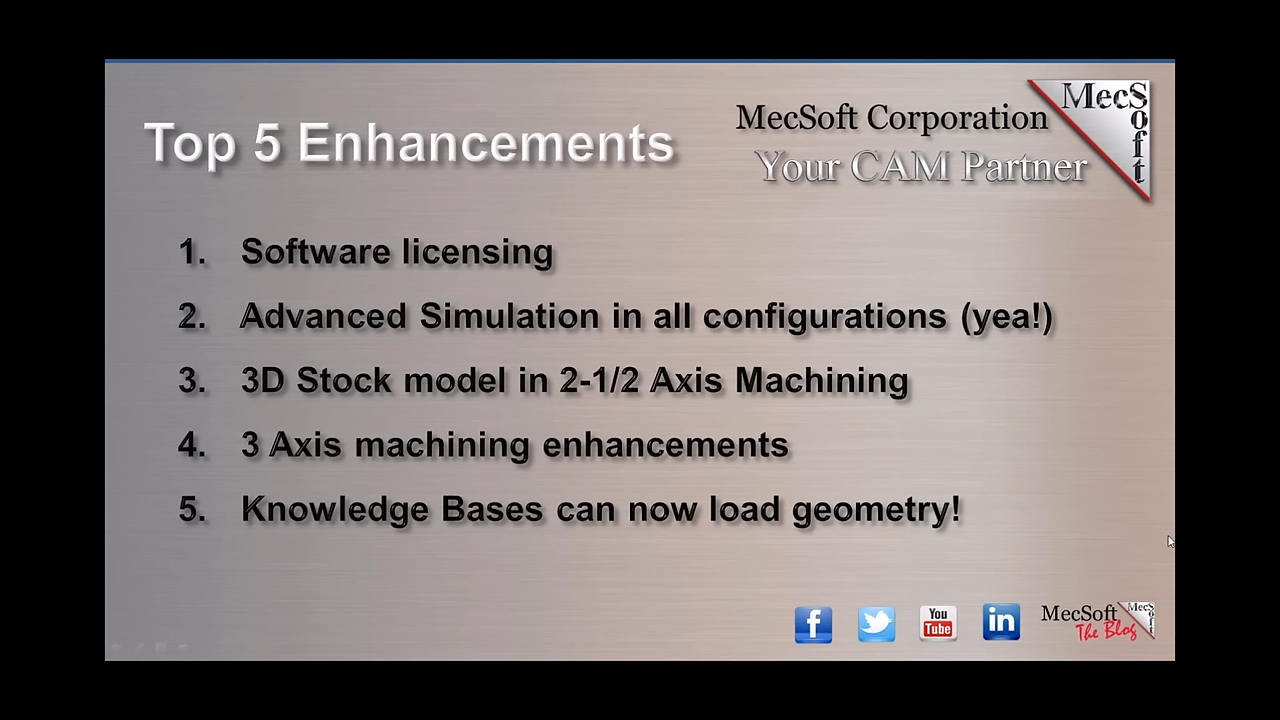 Top 5 Enhancements
MecSoft Corporation
Your CAM Partner
MecSoft
1. Software licensing
2. Advanced Simulation in all configurations (yea!)
3. 3D Stock model in 2-1/2 Axis Machining
4. 3 Axis machining enhancements
5. Knowledge Bases can now load geometry!
f
You
Tube
in
MecSoft
The Blog
MecSoft